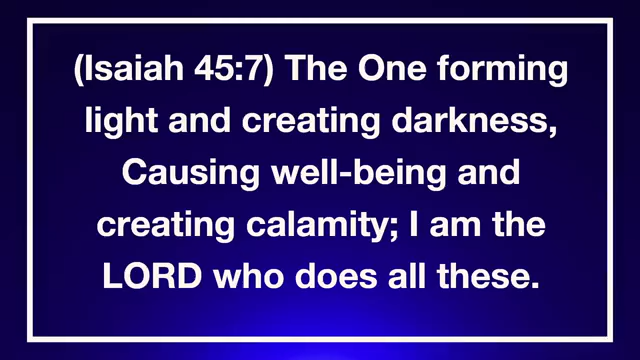 (Isaiah 45:7) The One forming
light and creating darkness,
Causing well-being and
creating calamity; I am the
LORD who does all these.